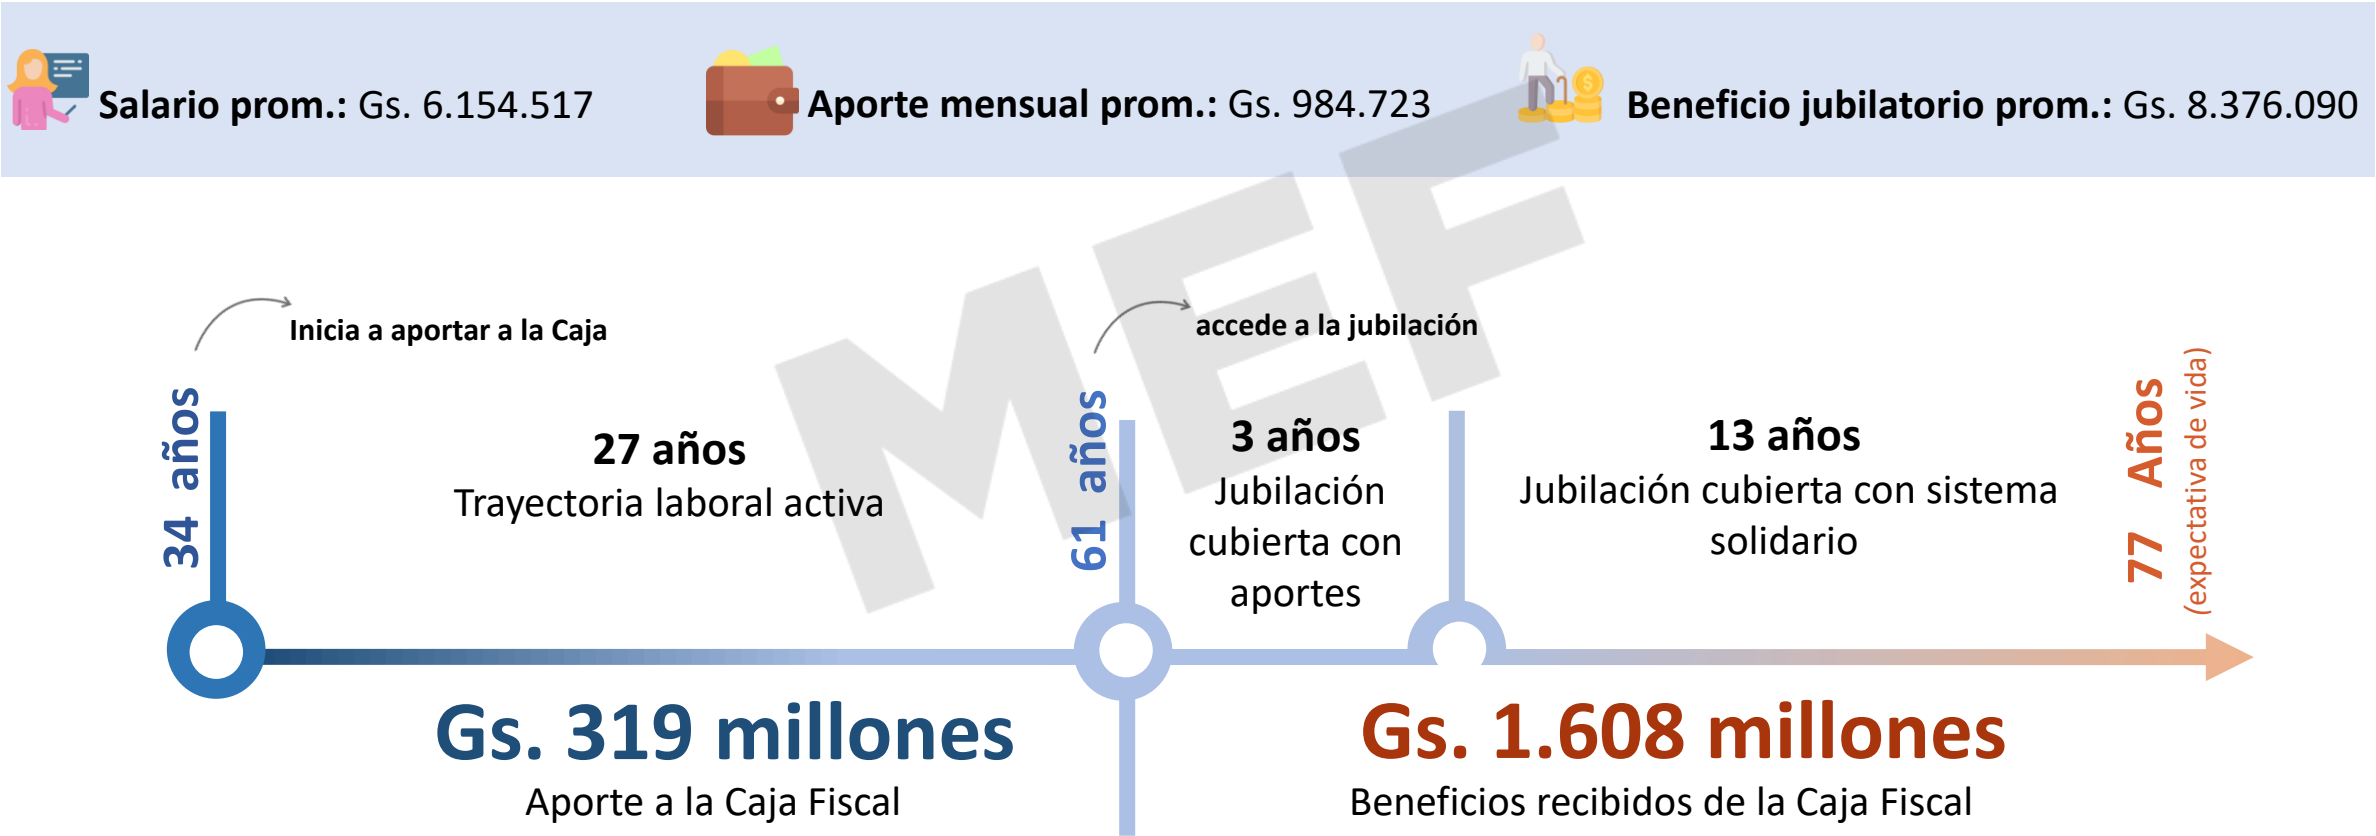 Salario prom.: Gs. 6.154.517
Aporte mensual prom.: Gs. 984.723
Beneficio jubilatorio prom.: Gs. 8.376.090
MEF
Inicia a aportar a la Caja
accede a la jubilación
34 años
27 años
Trayectoria laboral activa
61 años
3 años
Jubilación
cubierta con
aportes
13 años
Jubilación cubierta con sistema
solidario
77 Años
(expectativa de vida)
Gs. 319 millones
Aporte a la Caja Fiscal
Gs. 1.608 millones
Beneficios recibidos de la Caja Fiscal